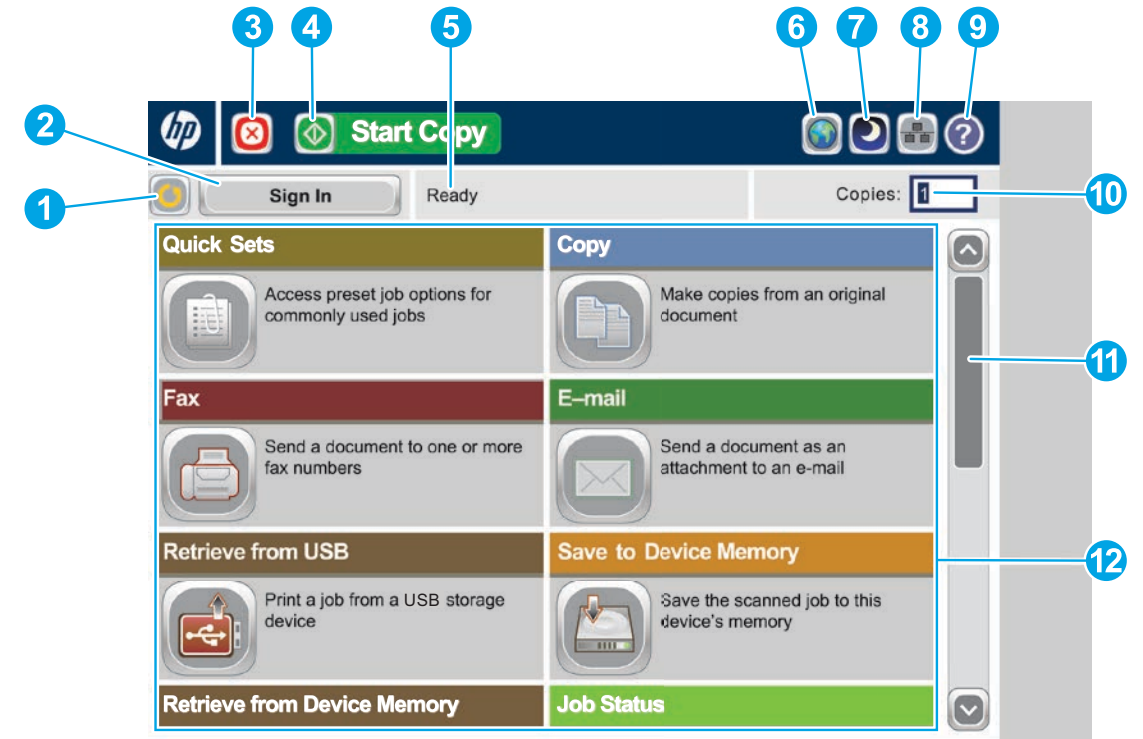 3 4 5 6 7 8 9
2
hp Start Copy ?
1 Sign In Ready Copies: 1 10
Quick Sets Copy
Access preset job options for
commonly used jobs
Make copies from an original
document
11
Fax E–mail
Send a document to one or more
fax numbers
Send a document as an
attachment to an e-mail
Retrieve from USB Save to Device Memory
12
Print a job from a USB storage
device
Save the scanned job to this
device's memory
Retrieve from Device Memory Job Status